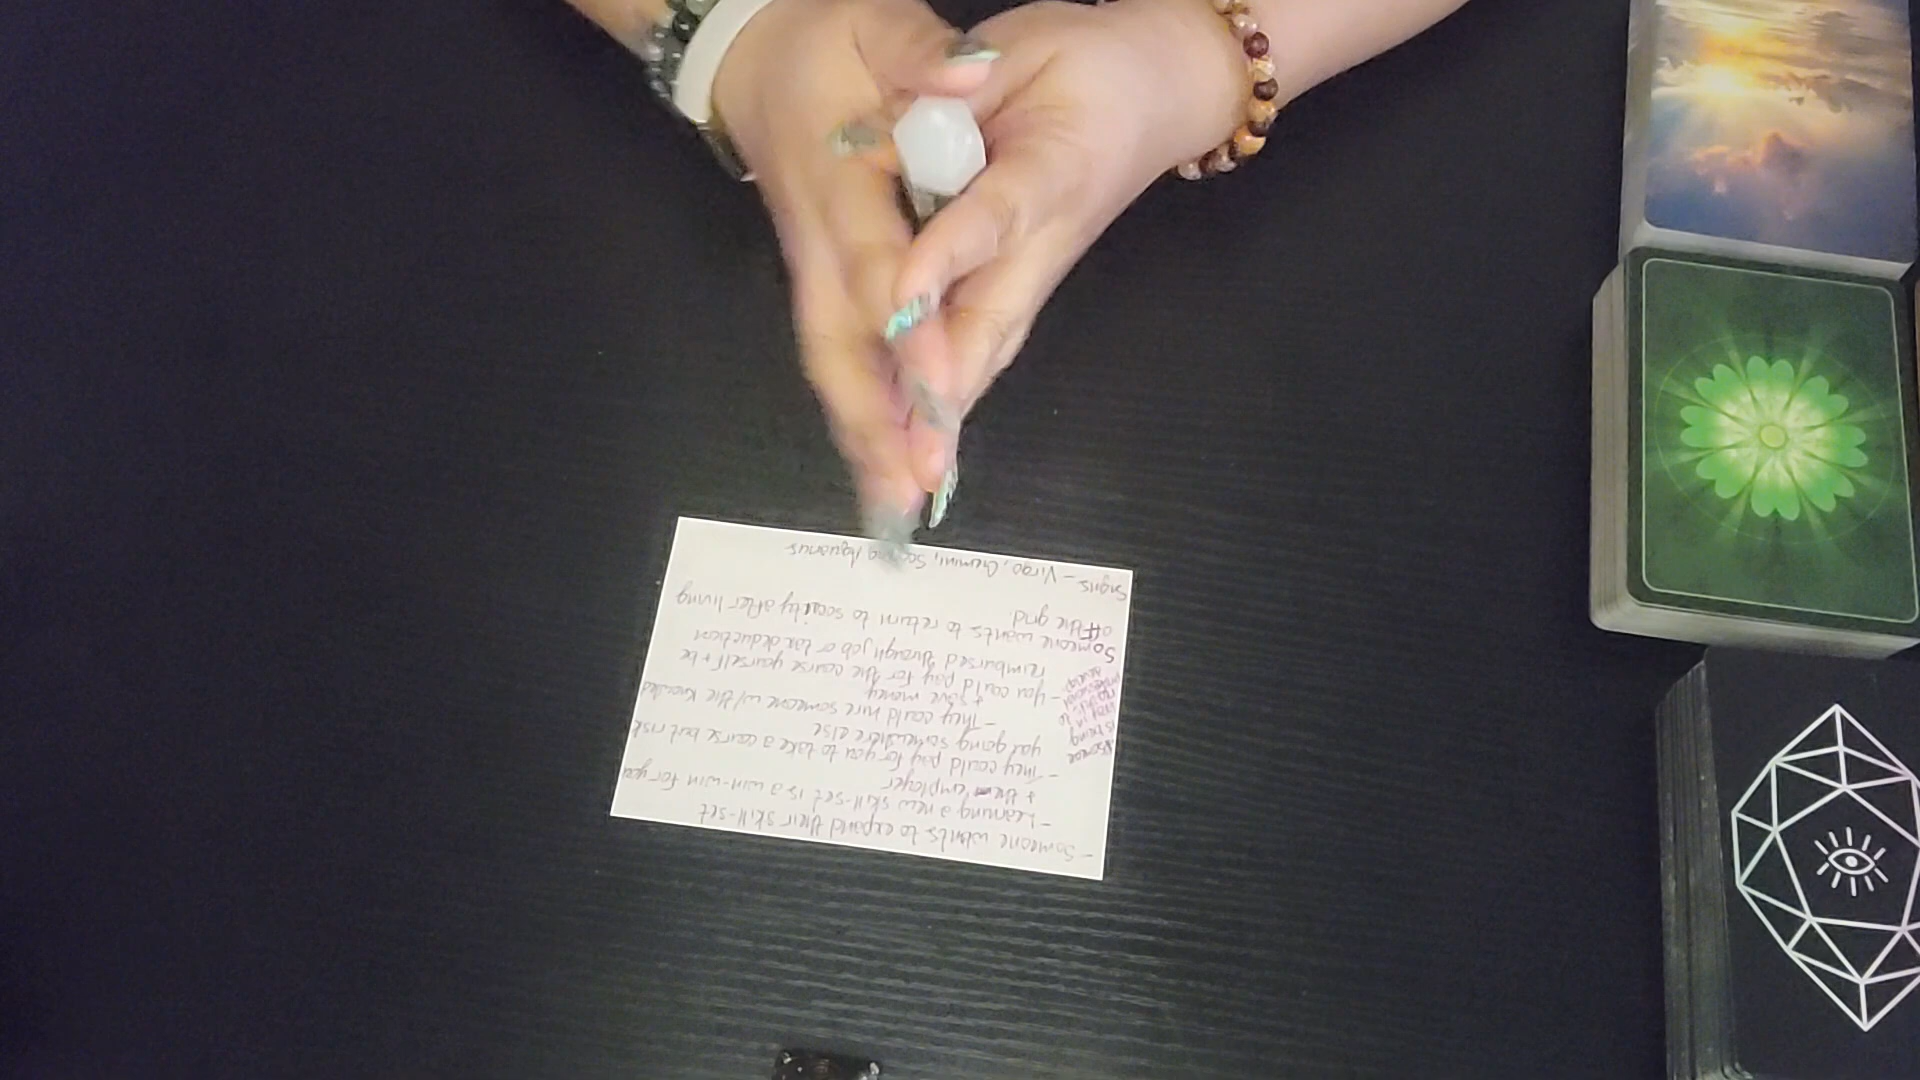 - Someone wants to expand their skill-set
- Learning a new skill-set is a win-win for you
+ employer
- They could pay for you to take a course but risk
you going somewhere else
- They could hire someone w/ the
+ save money
- you could pay for the course yourself + be
reimbursed through job or tax deduction
is being
Someone wants to return to society after living
off the grid.
Signs - Virgo, Gemini, Aquarius